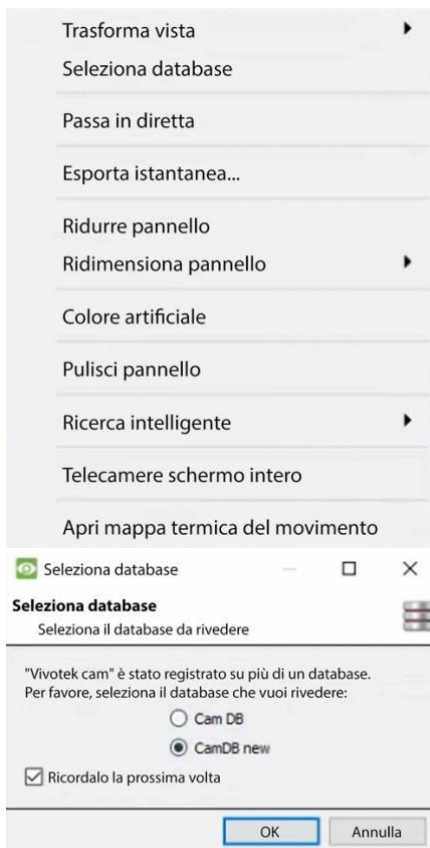 Trasforma vista
Seleziona database
Passa in diretta
Esporta istantanea...
Ridurre pannello
Ridimensiona pannello
Colore artificiale
Pulisci pannello
Ricerca intelligente
Telecamere schermo intero
Apri mappa termica del movimento
Seleziona database
Seleziona database
Seleziona il database da rivedere
"Vivotek cam" è stato registrato su più di un database.
Per favore, seleziona il database che vuoi rivedere:
Cam DB
CamDB new
Ricordalo la prossima volta
OK Annulla